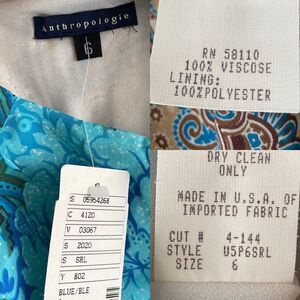 Anthropologie
6
S 05954268
C 4120
V 03067
S 2020
S SRL
Y 802
BLUE/BLE
RN 58110
100% VISCOSE
LINING:
100%POLYESTER
DRY CLEAN
ONLY
MADE IN U.S.A. OF
IMPORTED FABRIC
CUT # 4-144
STYLE U5P6SRL
SIZE 6